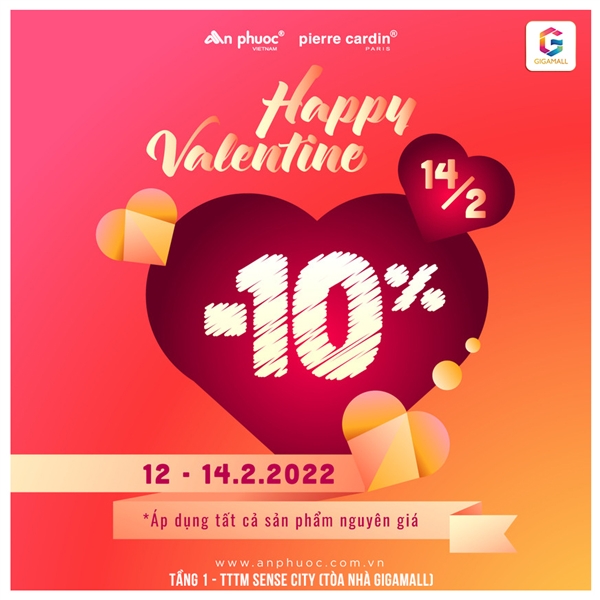 An phuoc® pierre cardin®
VIETNAM PARIS
GIGAMALL
Happy
Valentine
14/2
-10%
12 - 14.2.2022
*Áp dụng tất cả sản phẩm nguyên giá
www.anphuoc.com.vn
TẦNG 1 - TTTM SENSE CITY (TÒA NHÀ GIGAMALL)